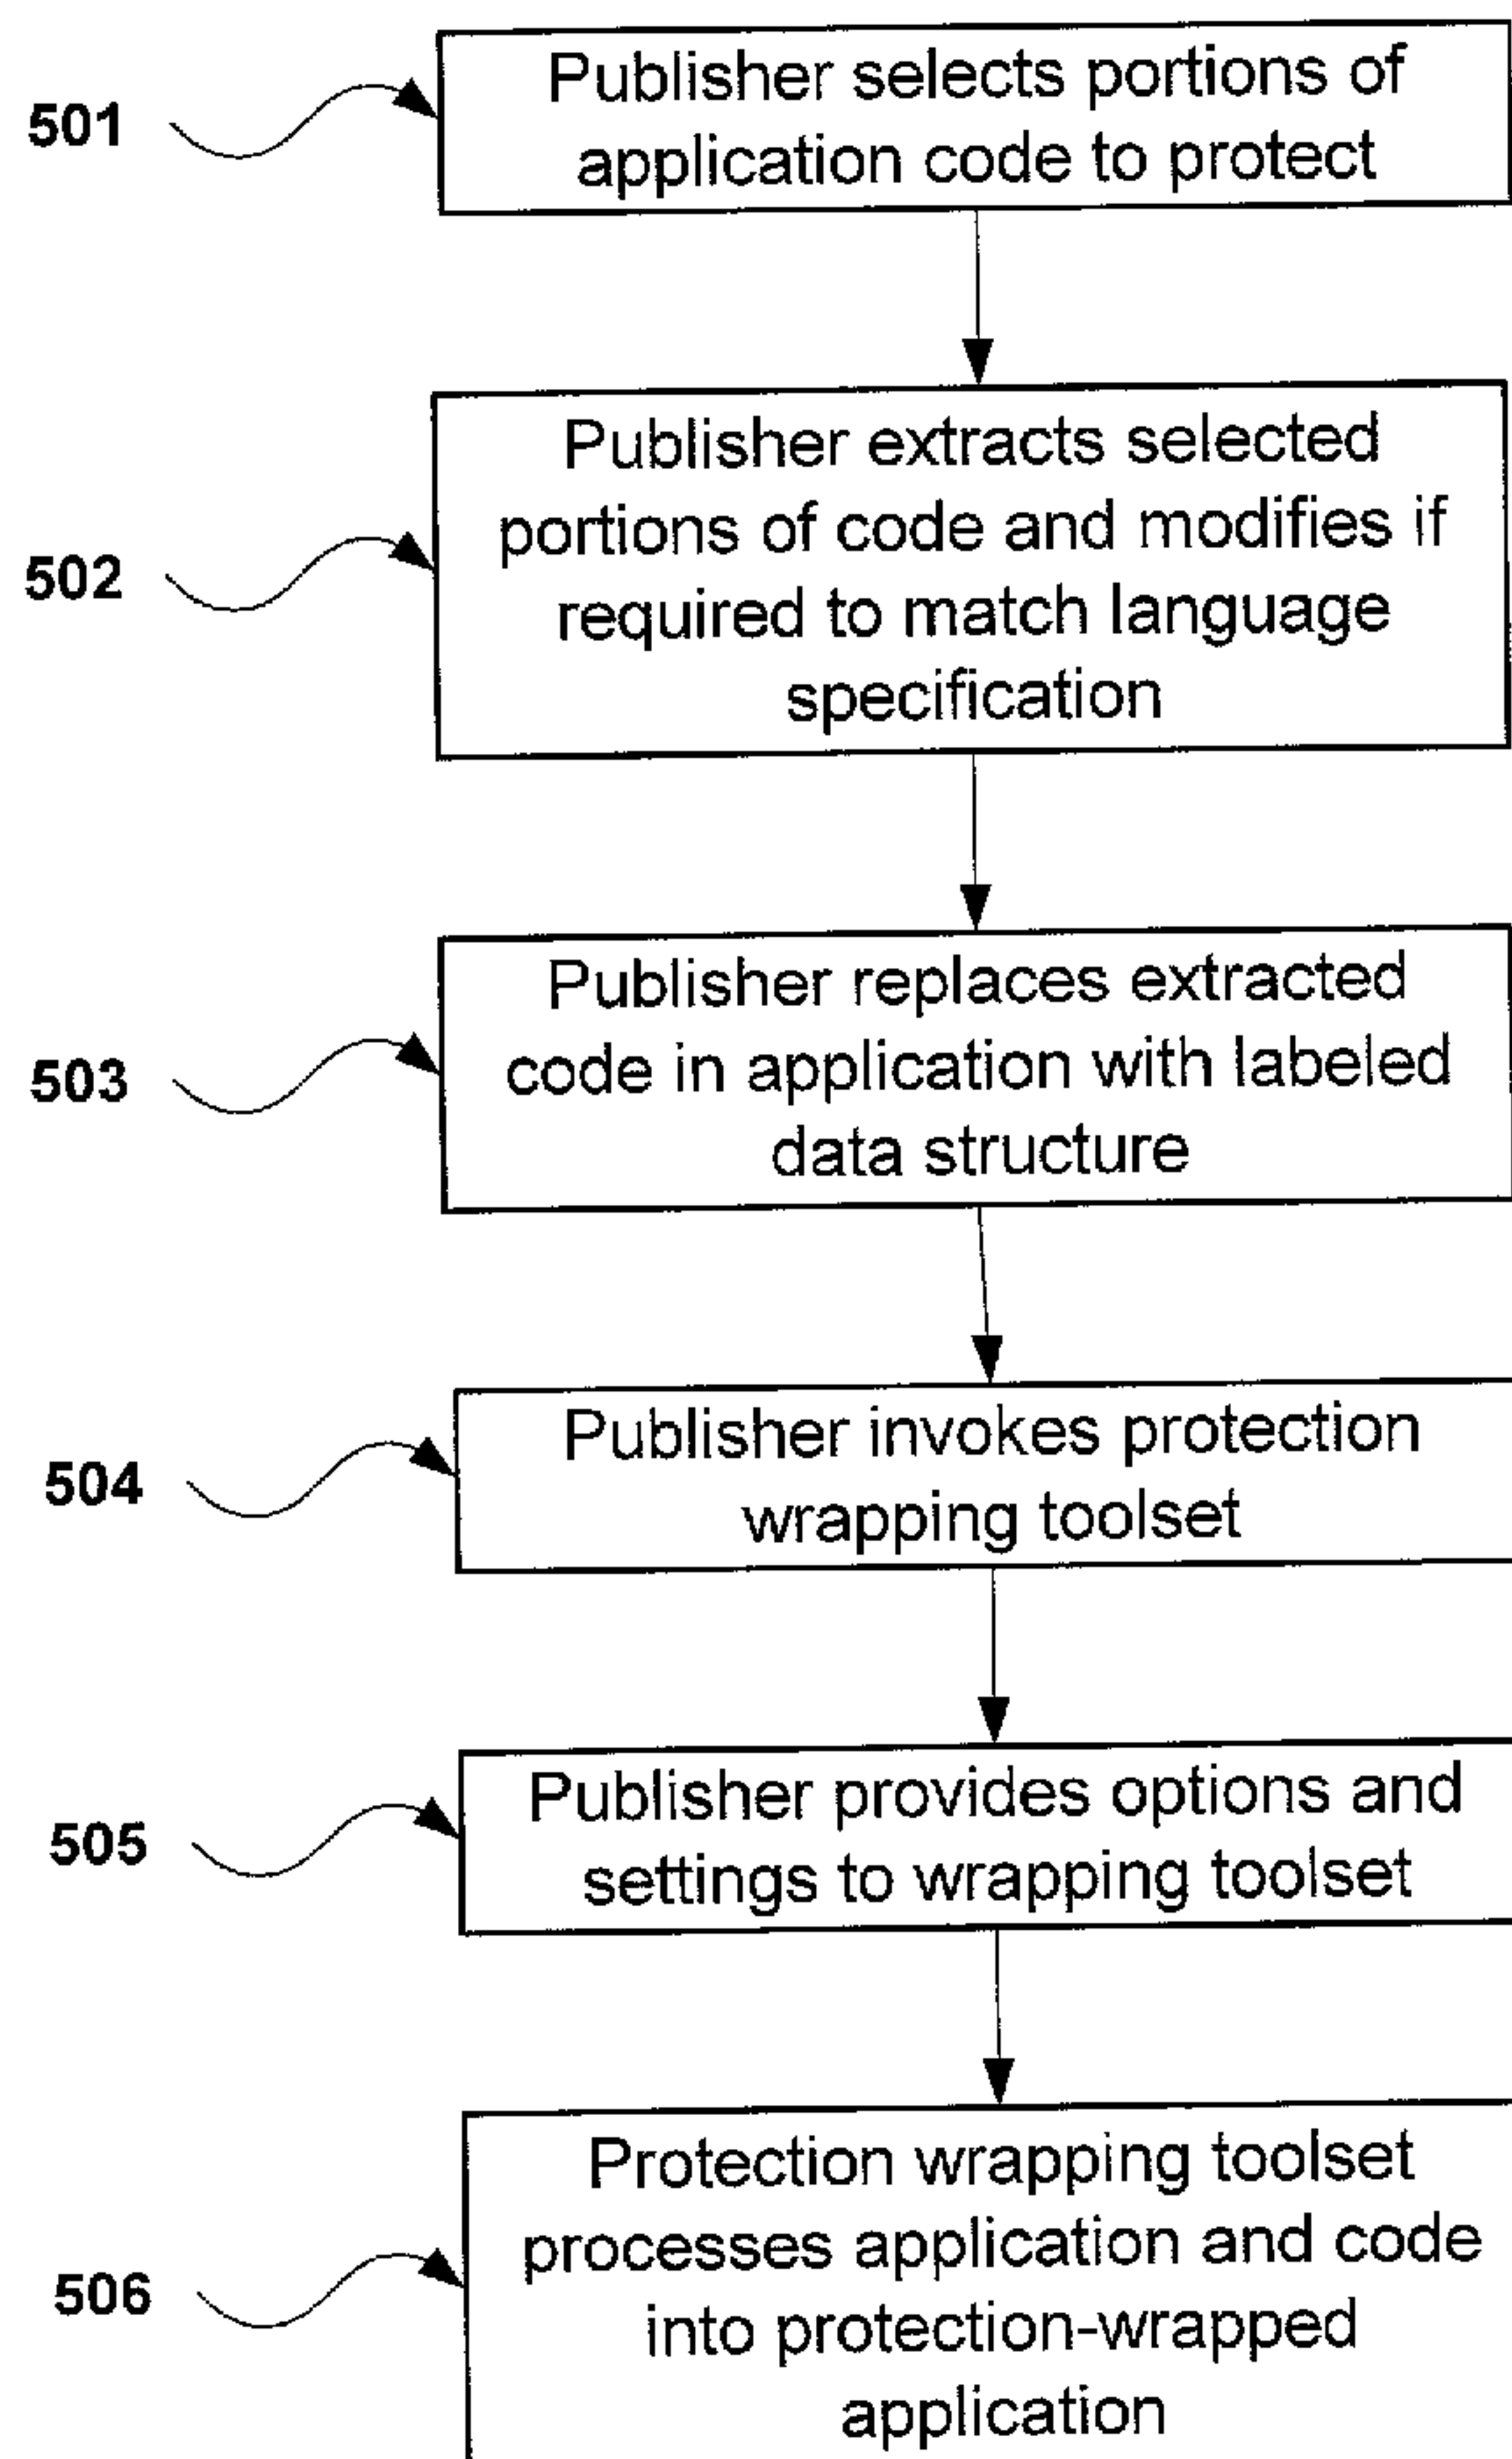 501
Publisher selects portions of
application code to protect
502
Publisher extracts selected
portions of code and modifies if
required to match language
specification
503
Publisher replaces extracted
code in application with labeled
data structure
504
Publisher invokes protection
wrapping toolset
505
Publisher provides options and
settings to wrapping toolset
506
Protection wrapping toolset
processes application and code
into protection-wrapped
application